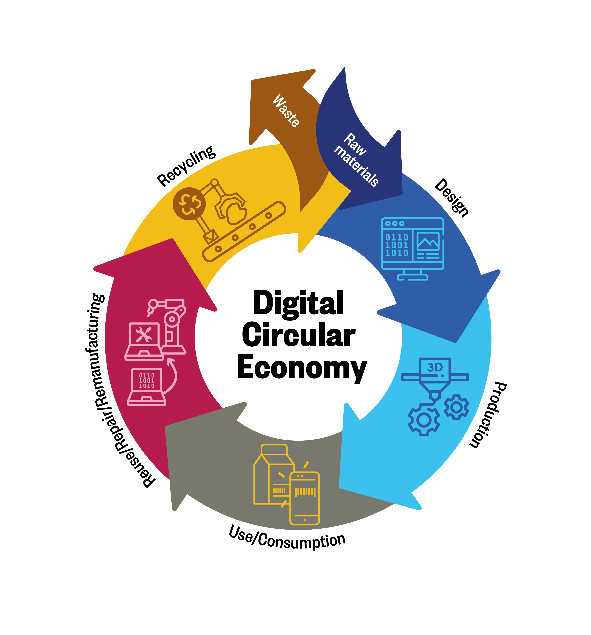 Waste
Raw
materials
Design
0110
1001
1010
3D
Production
Use/Consumption
Reuse/Repair/Remanufacturing
0110
1001
1010
Recycling
Digital
Circular
Economy